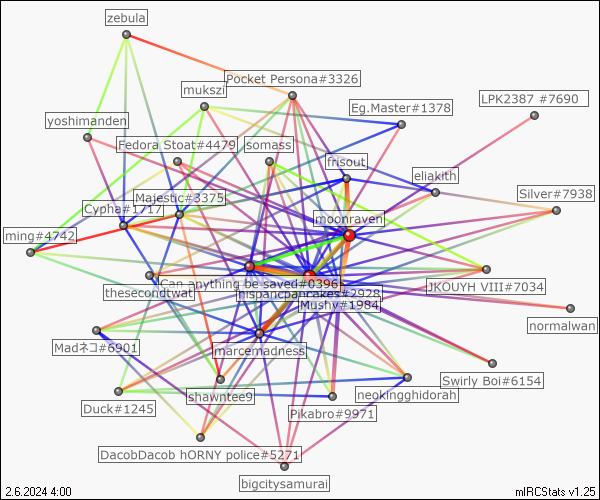 zebula
Pocket Persona#3326
mukszi
Eg.Master#1378
LPK2387 #7690
yoshimanden
Fedora Stoat#4479
somass
frisout
eliakith
Silver#7938
Majestic#3375
Cypha#1717
moonraven
ming#4742
Can anything be saved#0396
JKOUYH VIII#7034
thesecondtwat
hispancpancakes#2928
Mushy#1984
normalwan
Madネコ#6901
marcemadness
Swirly Boi#6154
shawntee9
neokingghidorah
Duck#1245
Pikabro#9971
DacobDacob hORNY police#5271
bigcitysamurai
2.6.2024 4:00
mIRCStats v1.25